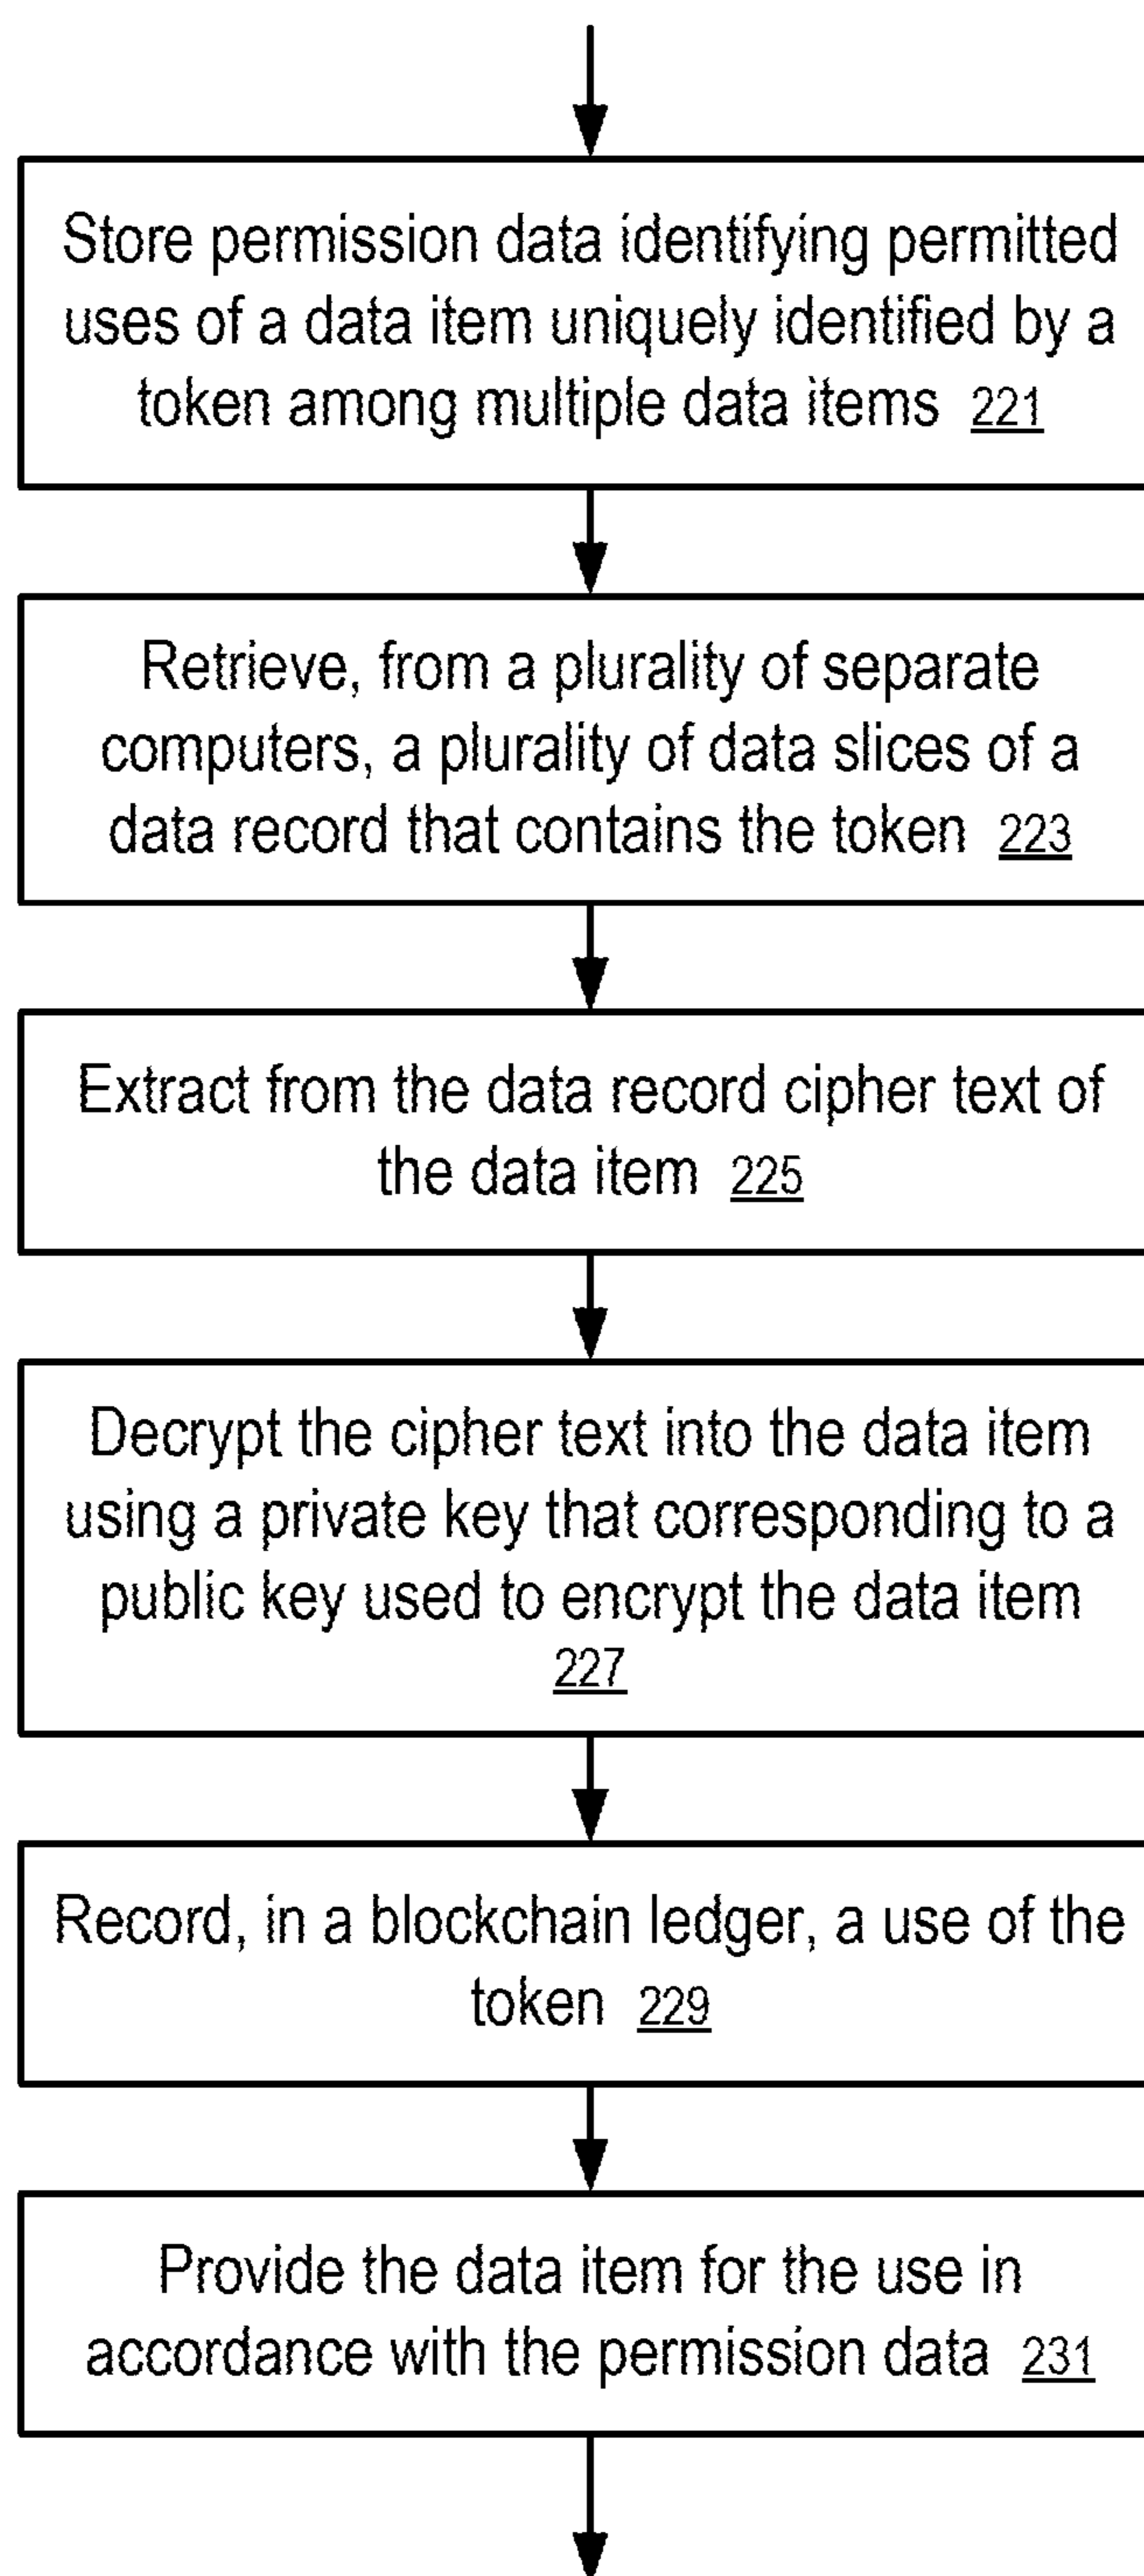 Store permission data identifying permitted
uses of a data item uniquely identified by a
token among multiple data items 221
Retrieve, from a plurality of separate
computers, a plurality of data slices of a
data record that contains the token 223
Extract from the data record cipher text of
the data item 225
Decrypt the cipher text into the data item
using a private key that corresponding to a
public key used to encrypt the data item
227
Record, in a blockchain ledger, a use of the
token 229
Provide the data item for the use in
accordance with the permission data 231